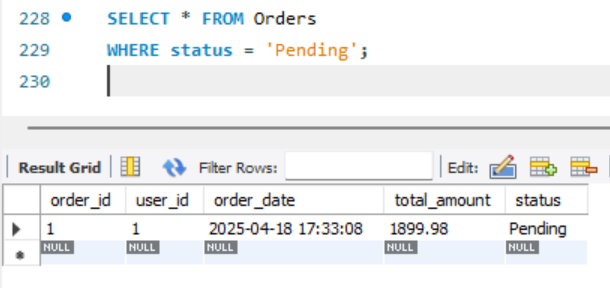 228 SELECT * FROM Orders
229 WHERE status = 'Pending';
230
Result Grid Filter Rows: Edit:
order_id user_id order_date total_amount status
1 1 2025-04-18 17:33:08 1899.98 Pending
NULL NULL NULL NULL NULL